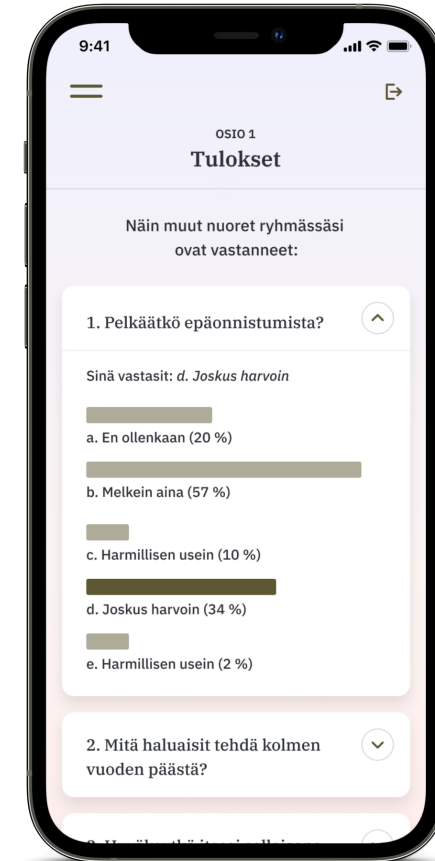 9:41
OSIO 1
Tulokset
Näin muut nuoret ryhmässäsi
ovat vastanneet:
1. Pelkäätkö epäonnistumista?
Sinä vastasit: d. Joskus harvoin
a. En ollenkaan (20 %)
b. Melkein aina (57 %)
c. Harmillisen usein (10 %)
d. Joskus harvoin (34 %)
e. Harmillisen usein (2 %)
2. Mitä haluaisit tehdä kolmen
vuoden päästä?